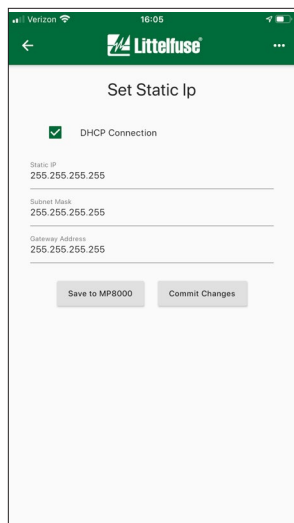 Verizon
16:05
Littelfuse®
Set Static Ip
DHCP Connection
Static IP
255.255.255.255
Subnet Mask
255.255.255.255
Gateway Address
255.255.255.255
Save to MP8000
Commit Changes